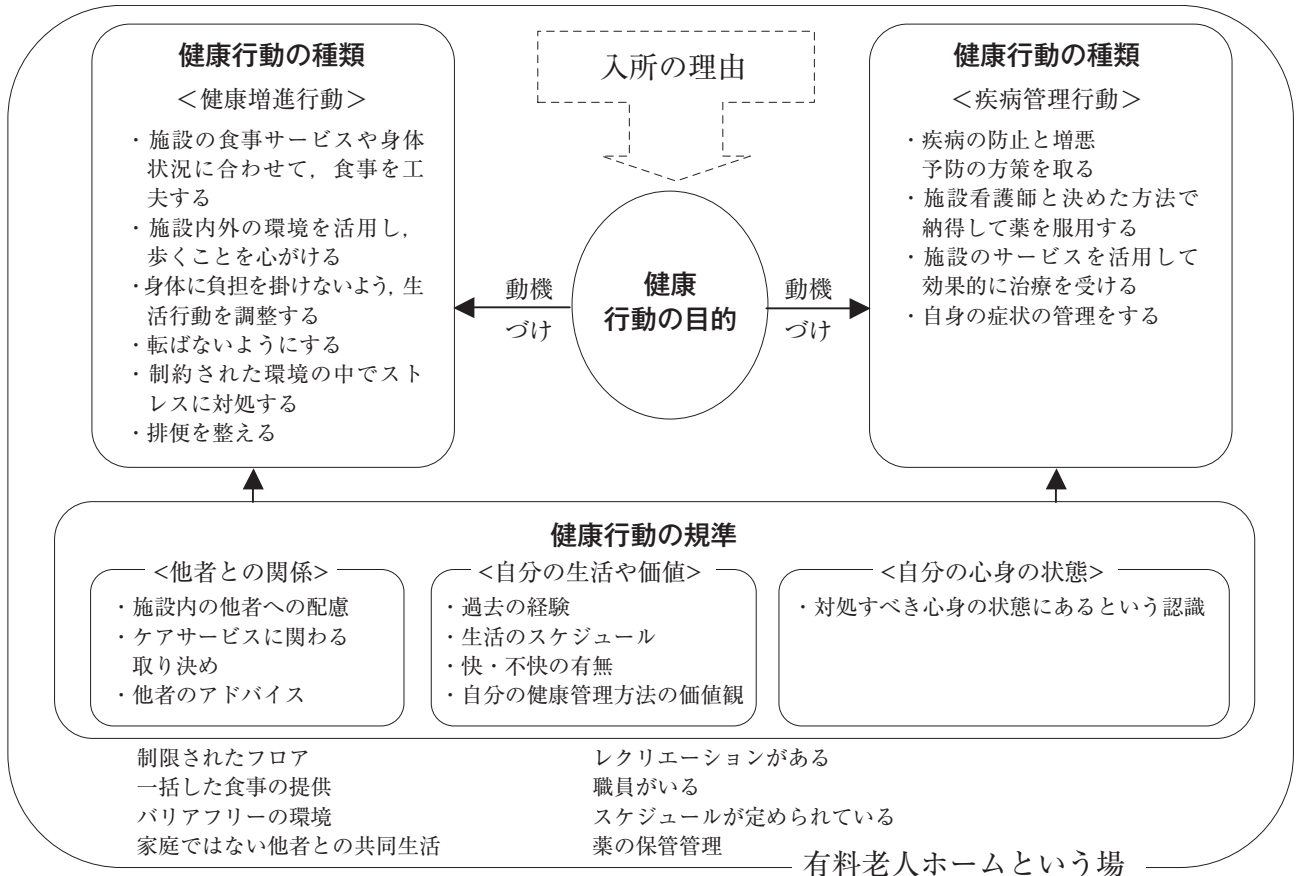 健康行動の種類
＜健康増進行動＞
・施設の食事サービスや身体
状況に合わせて，食事を工
夫する
・施設内外の環境を活用し，
歩くことを心がける
・身体に負担を掛けないよう，生
活行動を調整する
・転ばないようにする
・制約された環境の中でスト
レスに対処する
・排便を整える
入所の理由
健康
行動の目的
動機
づけ
動機
づけ
健康行動の種類
＜疾病管理行動＞
・疾病の防止と増悪
予防の方策を取る
・施設看護師と決めた方法で
納得して薬を服用する
・施設のサービスを活用して
効果的に治療を受ける
・自身の症状の管理をする
健康行動の規準
<他者との関係>
・施設内の他者への配慮
・ケアサービスに関わる
取り決め
・他者のアドバイス
<自分の生活や価値>
・過去の経験
・生活のスケジュール
・快・不快の有無
・自分の健康管理方法の価値観
<自分の心身の状態>
・対処すべき心身の状態にあるという認識
制限されたフロア
一括した食事の提供
バリアフリーの環境
家庭ではない他者との共同生活
レクリエーションがある
職員がいる
スケジュールが定められている
薬の保管管理
有料老人ホームという場